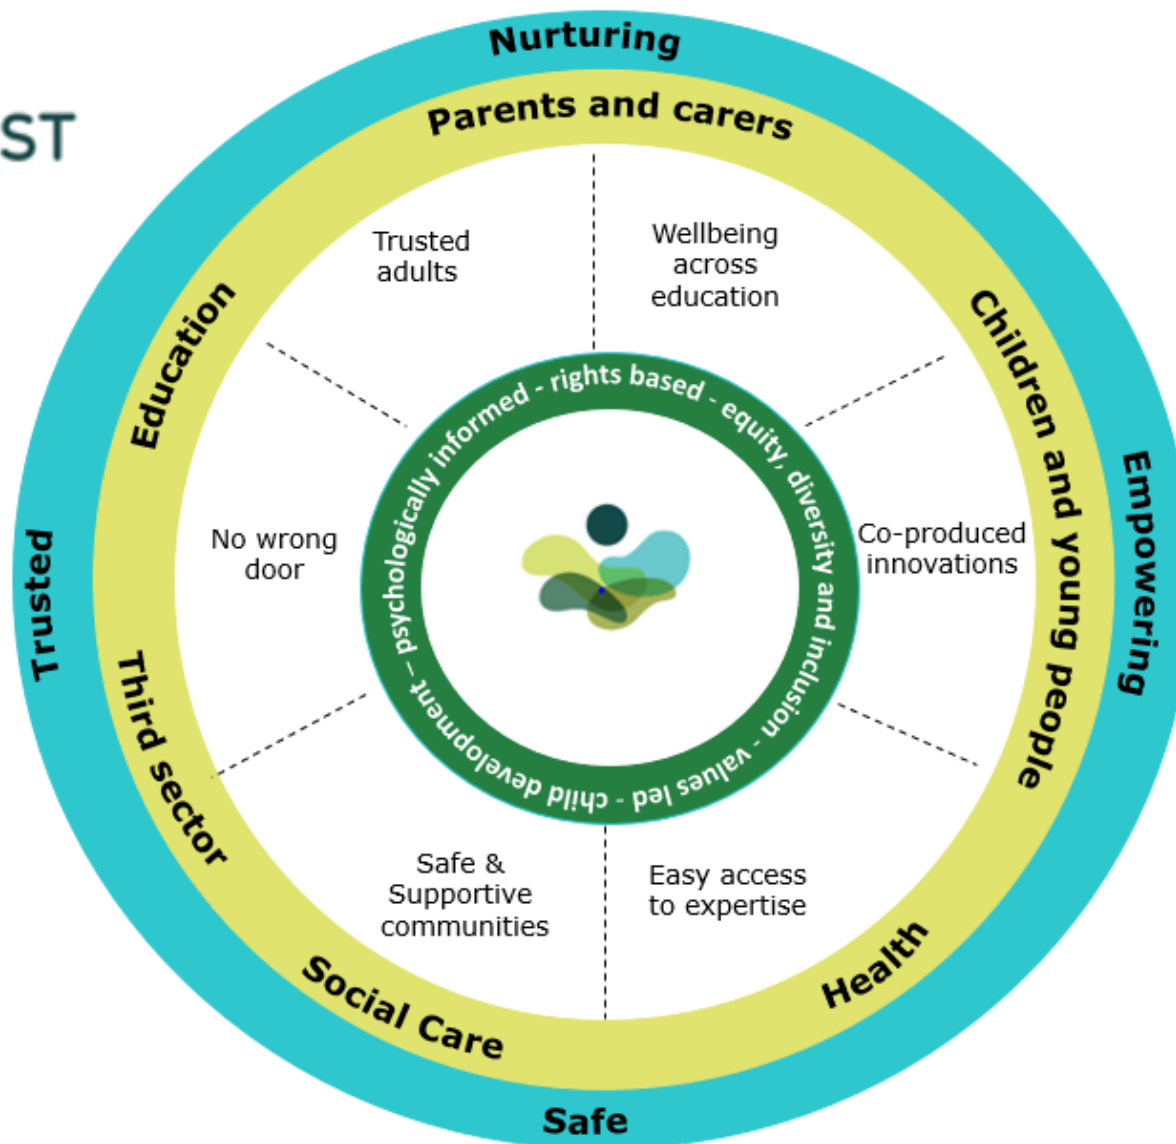 ST
Nurturing
Parents and carers
Trusted
adults
Wellbeing
across
education
Education
Children and young people
Empowering
psychologically informed - rights based - equity, diversity and inclusion - values led - child development –
No wrong
door
Co-produced
innovations
Trusted
Third sector
Safe &
Supportive
communities
Easy access
to expertise
Health
Social Care
Safe